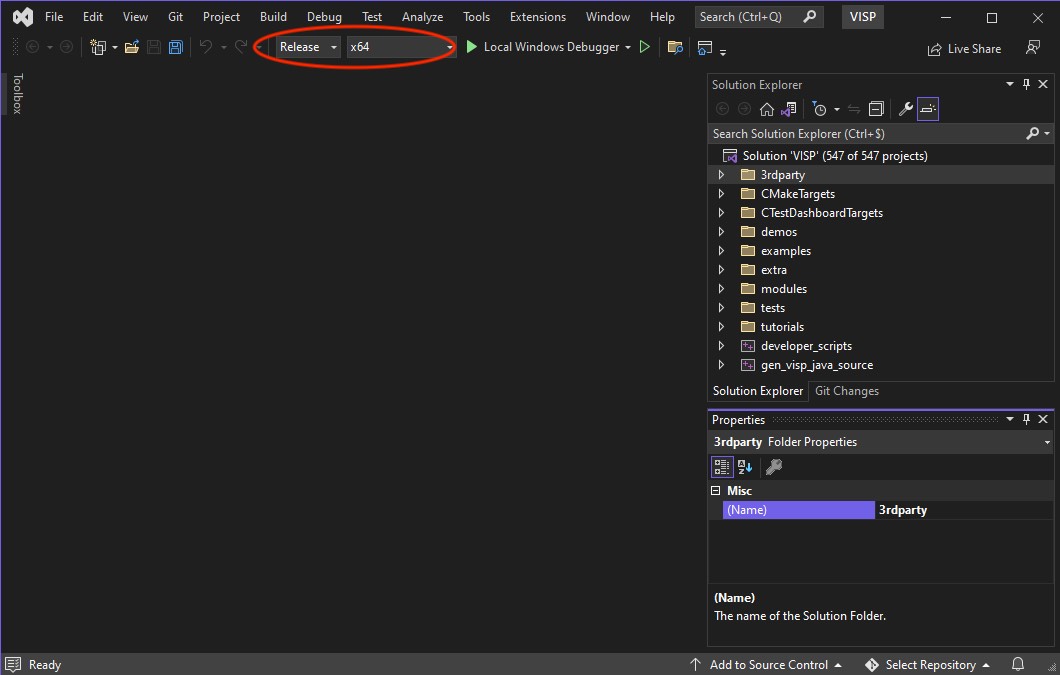 File Edit View Git Project Build Debug Test Analyze Tools Extensions Window Help Search (Ctrl+Q) VISP
Release x64 Local Windows Debugger Live Share
Toolbox
Solution Explorer
Search Solution Explorer (Ctrl+$)
Solution 'VISP' (547 of 547 projects)
3rdparty
CMakeTargets
CTestDashboardTargets
demos
examples
extra
modules
tests
tutorials
developer_scripts
gen_visp_java_source
Solution Explorer Git Changes
Properties
3rdparty Folder Properties
Misc
(Name) 3rdparty
(Name)
The name of the Solution Folder.
Ready Add to Source Control Select Repository